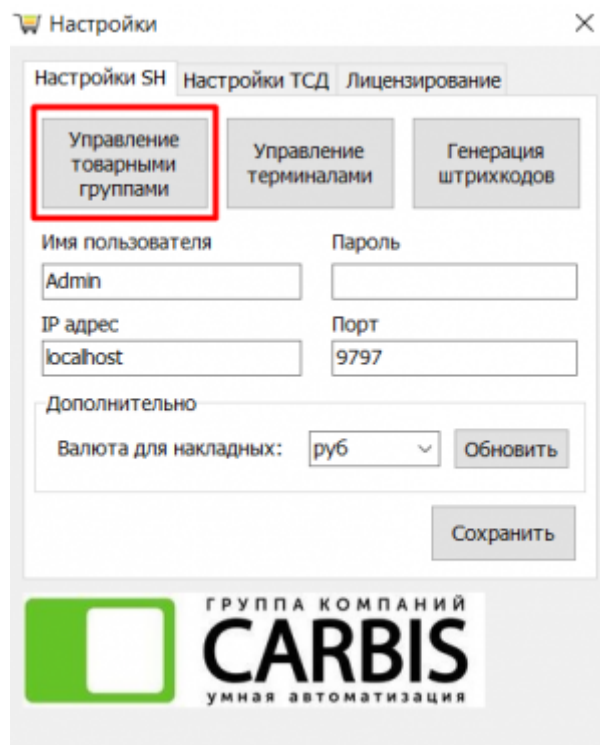 Настройки
Настройки SH Настройки ТСД Лицензирование
Управление
товарными
группами
Управление
терминалами
Генерация
штрихкодов
Имя пользователя Пароль
Admin
IP адрес Порт
localhost 9797
Дополнительно
Валюта для накладных: руб Обновить
Сохранить
ГРУППА КОМПАНИЙ
CARBIS
умная автоматизация